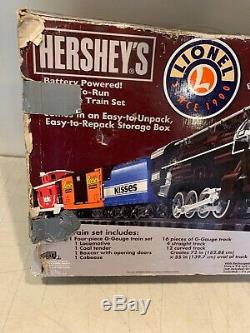 HERSHEY'S
LIONEL
SINCE 1900
Battery Powered!
to-Run
Train Set
Comes in an Easy-to-Unpack,
Easy-to-Repack Storage Box
KISSES
Train set includes:
1 Four-piece G-Gauge train set
1 Locomotive
1 Coal tender
1 Boxcar with opening doors
1 Caboose
16 pieces of G-Gauge track
4 straight track
12 curved track
Creates 72 in (182.88 cm)
x 55 in (139.7 cm) oval of track